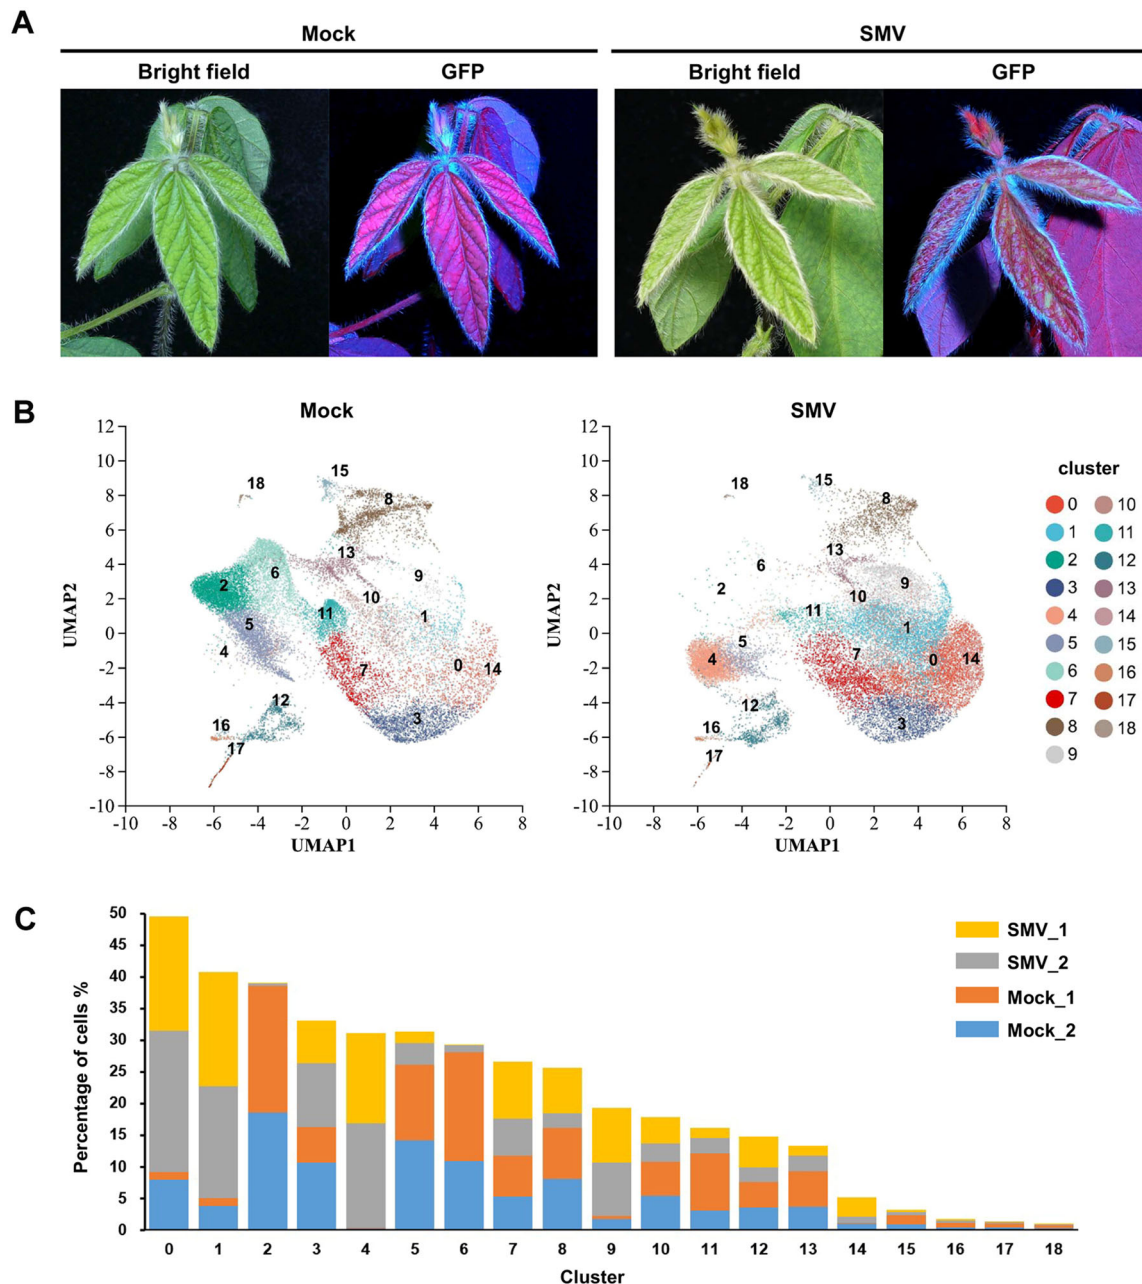 A
Mock SMV
Bright field GFP Bright field GFP
B
Mock SMV
12 12
10 10
8 8
6 6
4 4
2 2
0 0
-2 -2
-4 -4
-6 -6
-8 -8
-10 -10
-10 -8 -6 -4 -2 0 2 4 6 8 -10 -8 -6 -4 -2 0 2 4 6 8
UMAP2 UMAP2
UMAP1 UMAP1
18 15 8 13 9 6 2 10 11 1 5 4 7 0 14 12 3 16 17
18 15 8 13 6 9 2 10 11 1 5 4 7 0 14 12 3 16 17
cluster
0 10
1 11
2 12
3 13
4 14
5 15
6 16
7 17
8 18
9
C
Percentage of cells %
50
45
40
35
30
25
20
15
10
5
0
SMV_1
SMV_2
Mock_1
Mock_2
0 1 2 3 4 5 6 7 8 9 10 11 12 13 14 15 16 17 18
Cluster